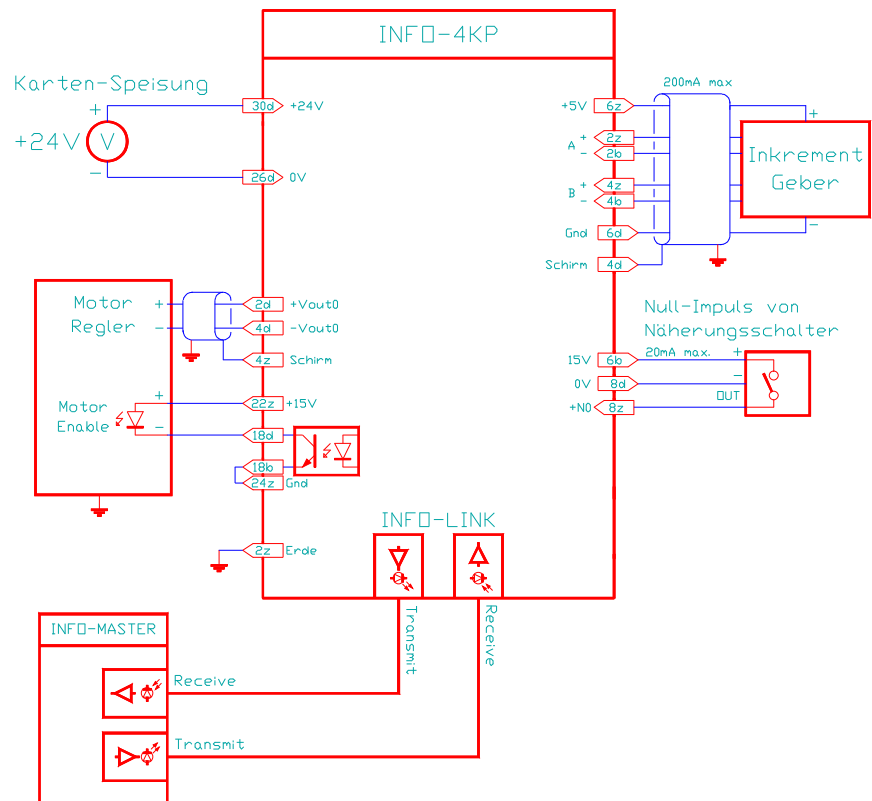 INFO-4KP
Karten-Speisung
+
+24V
V
−
30d +24V
26d 0V
200mA max
+5V 6z
A + 2z
− 2b
B + 4z
− 4b
Gnd 6d
Schirm 4d
+
Inkrement
Geber
−
Motor
Regler
+
−
2d +Vout0
4d -Vout0
4z Schirm
Motor
Enable
+
−
22z +15V
18d
18b
24z Gnd
2z Erde
Null-Impuls von
Näherungsschalter
20mA max.
15V 6b +
0V 8d −
OUT
+N0 8z
INFO-LINK
Transmit
Receive
INFO-MASTER
Receive
Transmit